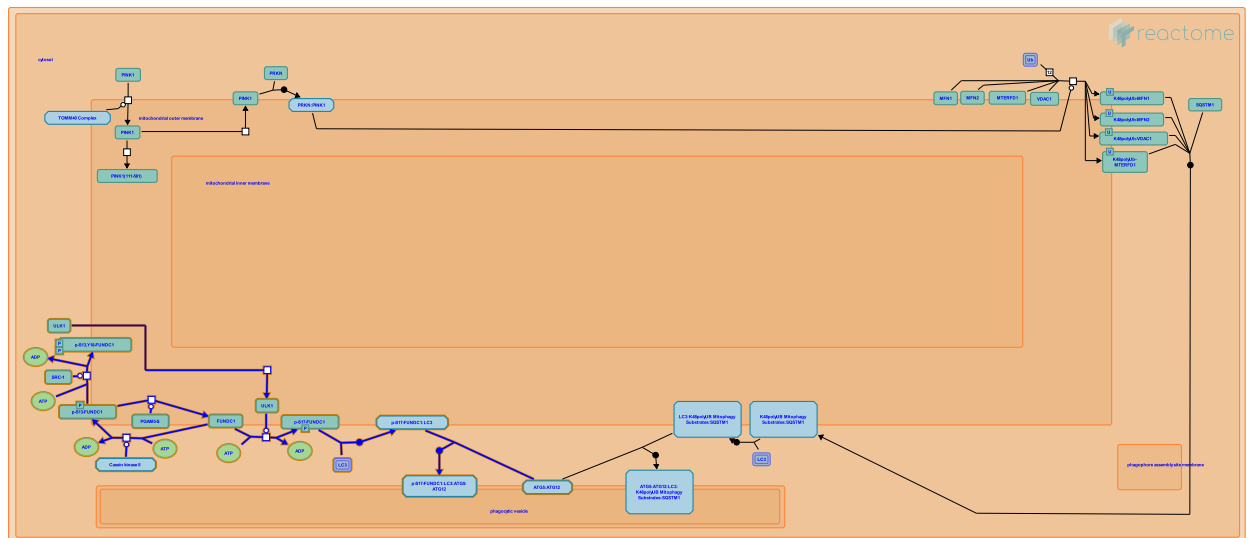 reactome
cytosol
PINK1
PRKN
Ub
12
PINK1
PRKN:PINK1
MFN1
MFN2
MTERFD1
VDAC1
U
K48polyUb-MFN1
SQSTM1
TOMM40 Complex
mitochondrial outer membrane
U
K48polyUb-MFN2
PINK1
U
K48polyUb-VDAC1
U
K48polyUb-
MTERFD1
PINK1(111-581)
mitochondrial inner membrane
ULK1
P
P
p-S13,Y18-FUNDC1
ADP
SRC-1
ULK1
ATP
P
p-S13-FUNDC1
PGAM5S
FUNDC1
p-S17-FUNDC1
P
p-S17-FUNDC1:LC3
LC3:K48polyUB Mitophagy
Substrates:SQSTM1
K48polyUB Mitophagy
Substrates:SQSTM1
ADP
ATP
ATP
ADP
Casein kinase II
LC3
LC3
phagophore assembly site membrane
p-S17-FUNDC1:LC3:ATG5:
ATG12
ATG5:ATG12
ATG5:ATG12:LC3:
K48polyUB Mitophagy
Substrates:SQSTM1
phagocytic vesicle